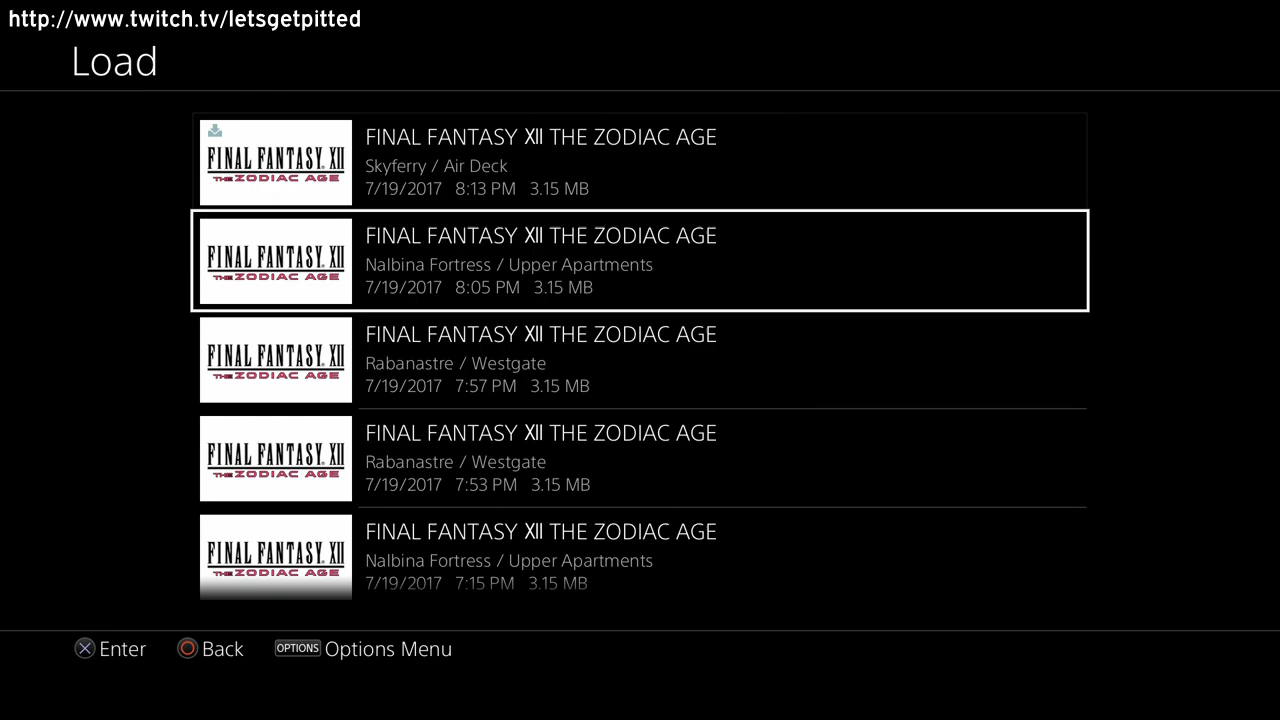 http://www.twitch.tv/letsgetpitted
Load
FINAL FANTASY XII
THE ZODIAC AGE
FINAL FANTASY XII THE ZODIAC AGE
Skyferry / Air Deck
7/19/2017 8:13 PM 3.15 MB
FINAL FANTASY XII
THE ZODIAC AGE
FINAL FANTASY XII THE ZODIAC AGE
Nalbina Fortress / Upper Apartments
7/19/2017 8:05 PM 3.15 MB
FINAL FANTASY XII
THE ZODIAC AGE
FINAL FANTASY XII THE ZODIAC AGE
Rabanastre / Westgate
7/19/2017 7:57 PM 3.15 MB
FINAL FANTASY XII
THE ZODIAC AGE
FINAL FANTASY XII THE ZODIAC AGE
Rabanastre / Westgate
7/19/2017 7:53 PM 3.15 MB
FINAL FANTASY XII
THE ZODIAC AGE
FINAL FANTASY XII THE ZODIAC AGE
Nalbina Fortress / Upper Apartments
7/19/2017 7:15 PM 3.15 MB
Enter Back OPTIONS Options Menu